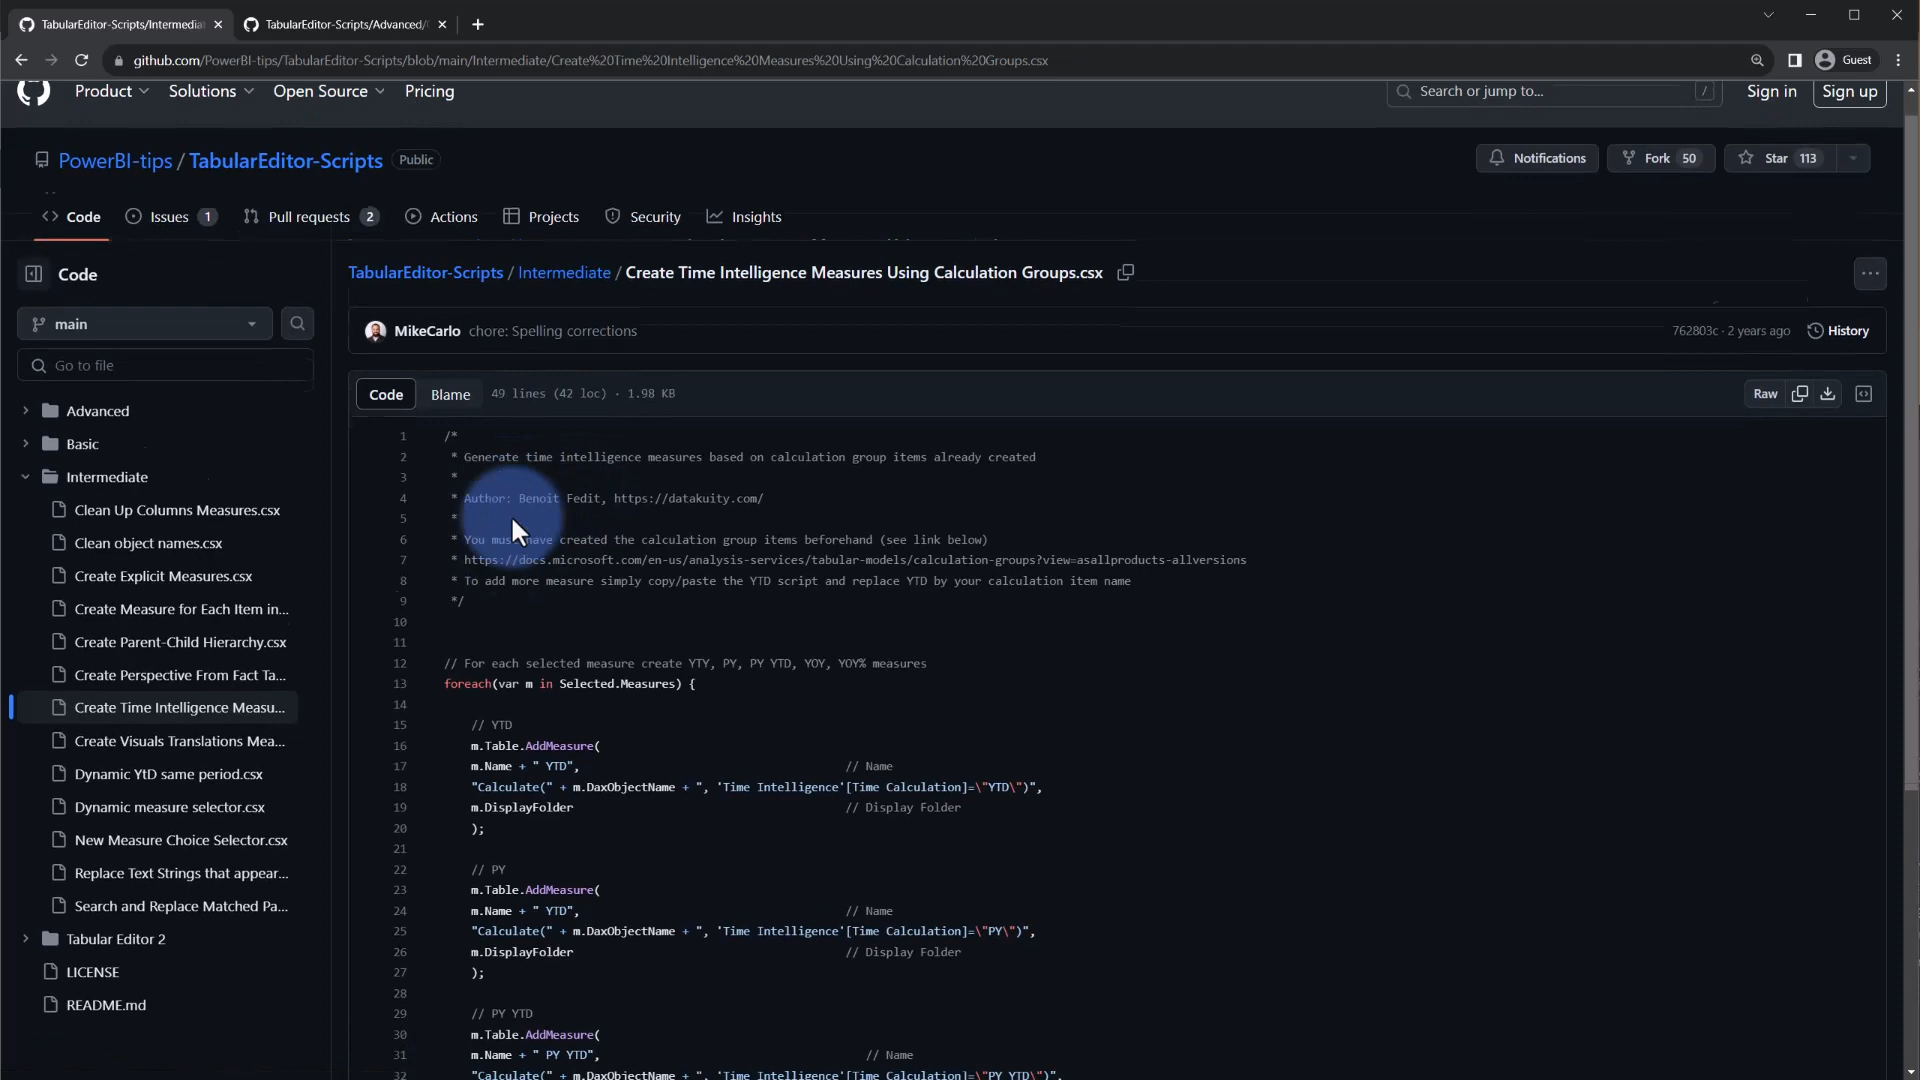 TabularEditor-Scripts/Intermedia
TabularEditor-Scripts/Advanced/
github.com/PowerBI-tips/TabularEditor-Scripts/blob/main/Intermediate/Create%20Time%20Intelligence%20Measures%20Using%20Calculation%20Groups.csx
Guest
Product
Solutions
Open Source
Pricing
Search or jump to...
/
Sign in
Sign up
PowerBI-tips / TabularEditor-Scripts
Public
Notifications
Fork 50
Star 113
Code
Issues 1
Pull requests 2
Actions
Projects
Security
Insights
Code
main
Go to file
Advanced
Basic
Intermediate
Clean Up Columns Measures.csx
Clean object names.csx
Create Explicit Measures.csx
Create Measure for Each Item in...
Create Parent-Child Hierarchy.csx
Create Perspective From Fact Ta...
Create Time Intelligence Measu...
Create Visuals Translations Mea...
Dynamic YtD same period.csx
Dynamic measure selector.csx
New Measure Choice Selector.csx
Replace Text Strings that appear...
Search and Replace Matched Pa...
Tabular Editor 2
LICENSE
README.md
TabularEditor-Scripts / Intermediate / Create Time Intelligence Measures Using Calculation Groups.csx
MikeCarlo chore: Spelling corrections
762803c · 2 years ago
History
Code
Blame
49 lines (42 loc) · 1.98 KB
Raw
1 /*
2 * Generate time intelligence measures based on calculation group items already created
3 *
4 * Author: Benoit Fedit, https://datakuity.com/
5 *
6 * You must have created the calculation group items beforehand (see link below)
7 * https://docs.microsoft.com/en-us/analysis-services/tabular-models/calculation-groups?view=asallproducts-allversions
8 * To add more measure simply copy/paste the YTD script and replace YTD by your calculation item name
9 */
10
11
12 // For each selected measure create YTY, PY, PY YTD, YOY, YOY% measures
13 foreach(var m in Selected.Measures) {
14
15 // YTD
16 m.Table.AddMeasure(
17 m.Name + " YTD", // Name
18 "Calculate(" + m.DaxObjectName + ", 'Time Intelligence'[Time Calculation]=\"YTD\")",
19 m.DisplayFolder // Display Folder
20 );
21
22 // PY
23 m.Table.AddMeasure(
24 m.Name + " YTD", // Name
25 "Calculate(" + m.DaxObjectName + ", 'Time Intelligence'[Time Calculation]=\"PY\")",
26 m.DisplayFolder // Display Folder
27 );
28
29 // PY YTD
30 m.Table.AddMeasure(
31 m.Name + " PY YTD", // Name
32 "Calculate(" + m.DaxObjectName + ", 'Time Intelligence'[Time Calculation]=\"PY YTD\")",